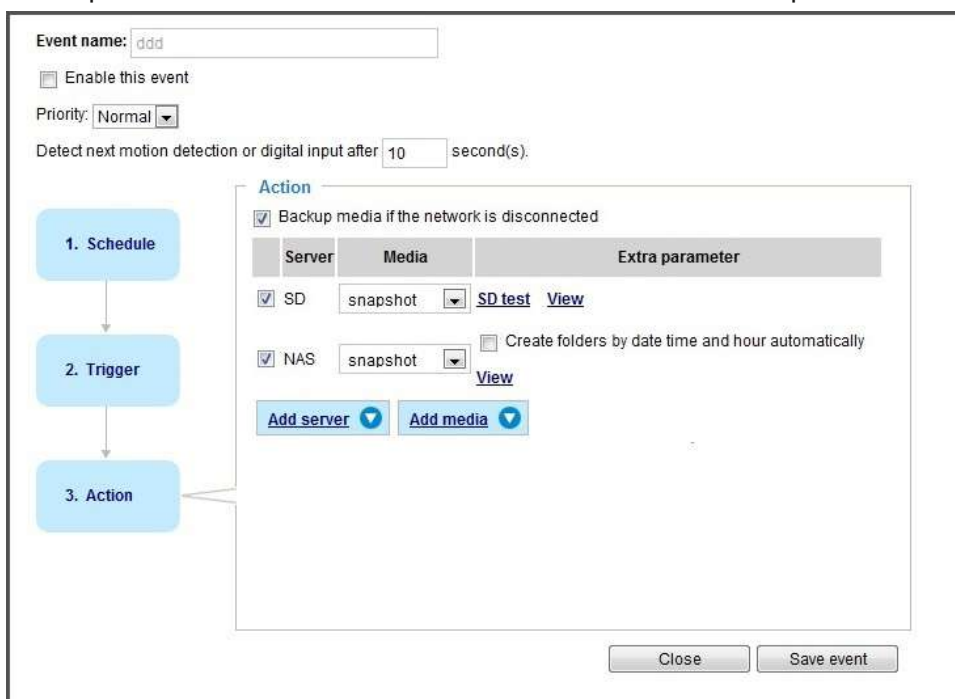 Event name: ddd
Enable this event
Priority: Normal
Detect next motion detection or digital input after 10 second(s).
Action
Backup media if the network is disconnected
1. Schedule
Server Media Extra parameter
SD snapshot SD test View
2. Trigger
NAS snapshot Create folders by date time and hour automatically
View
Add server Add media
3. Action
Close Save event